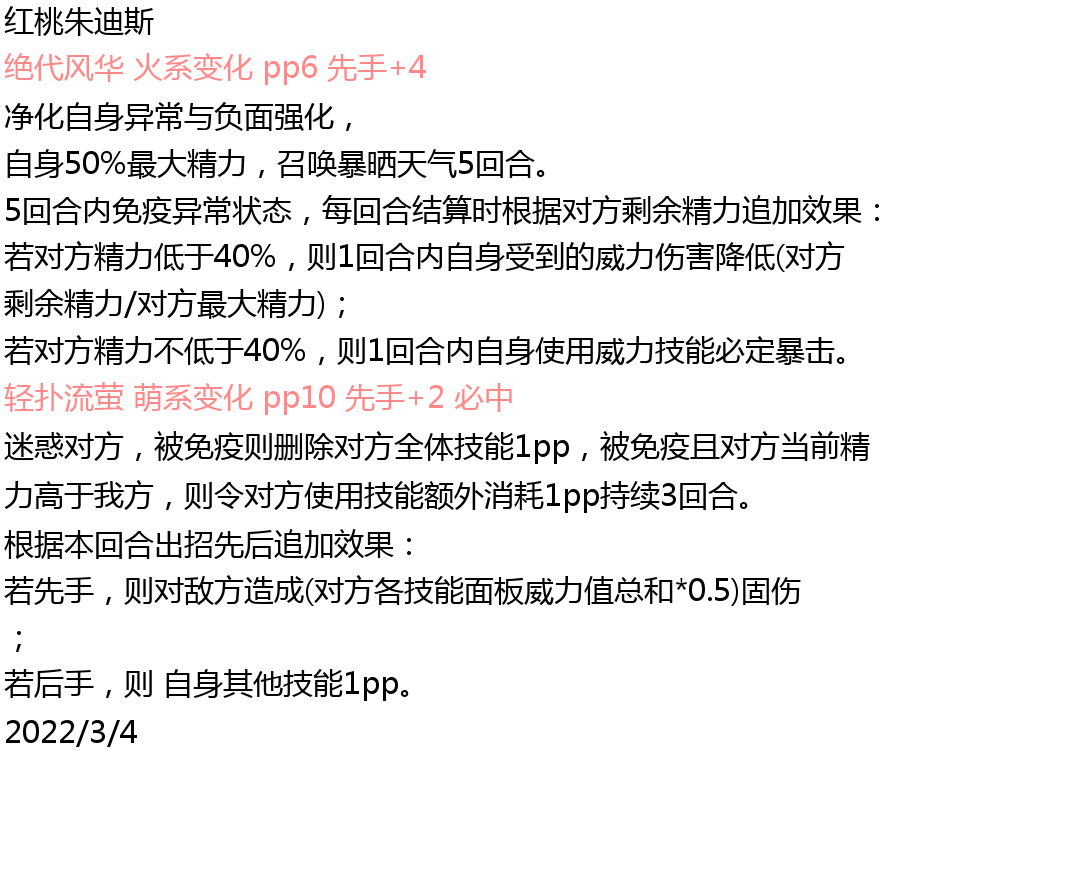 红桃朱迪斯
绝代风华 火系变化 pp6 先手+4
净化自身异常与负面强化，
自身50%最大精力，召唤暴晒天气5回合。
5回合内免疫异常状态，每回合结算时根据对方剩余精力追加效果：
若对方精力低于40%，则1回合内自身受到的威力伤害降低(对方
剩余精力/对方最大精力)；
若对方精力不低于40%，则1回合内自身使用威力技能必定暴击。
轻扑流萤 萌系变化 pp10 先手+2 必中
迷惑对方，被免疫则删除对方全体技能1pp，被免疫且对方当前精
力高于我方，则令对方使用技能额外消耗1pp持续3回合。
根据本回合出招先后追加效果：
若先手，则对敌方造成(对方各技能面板威力值总和*0.5)固伤
；
若后手，则 自身其他技能1pp。
2022/3/4